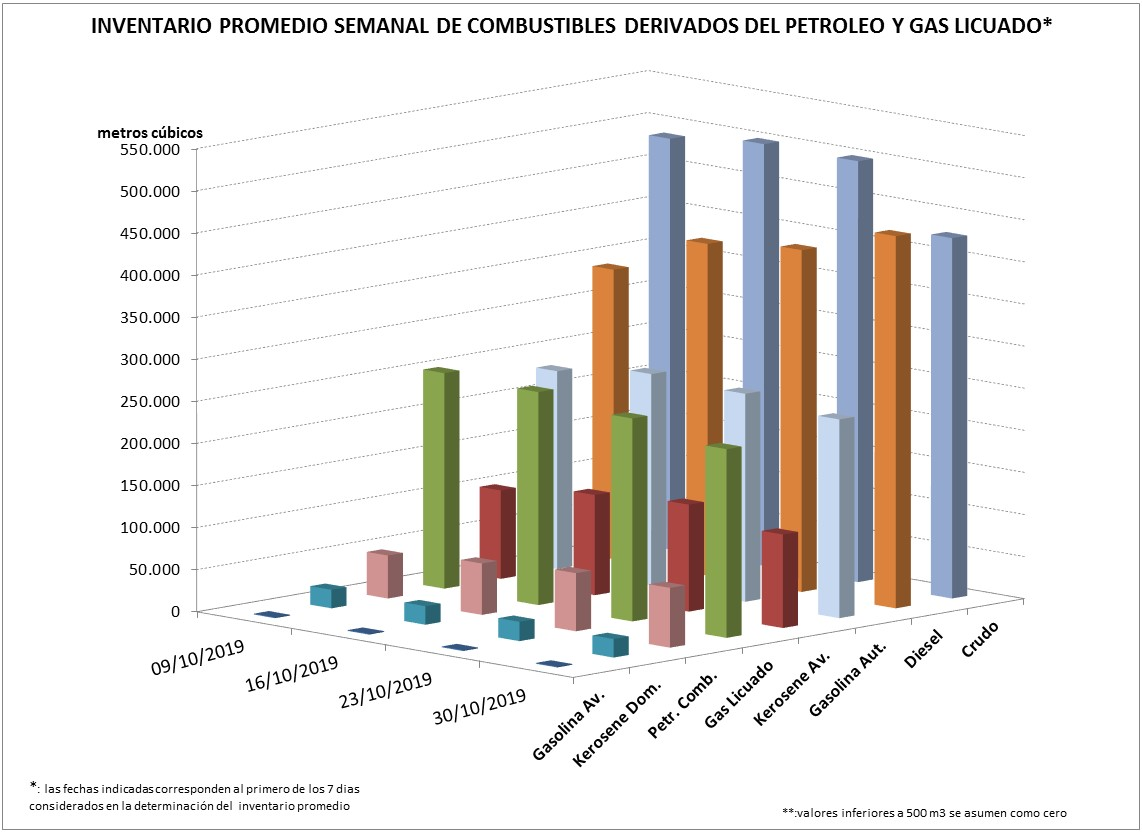 INVENTARIO PROMEDIO SEMANAL DE COMBUSTIBLES DERIVADOS DEL PETROLEO Y GAS LICUADO*
metros cúbicos
550.000
500.000
450.000
400.000
350.000
300.000
250.000
200.000
150.000
100.000
50.000
0
09/10/2019
16/10/2019
23/10/2019
30/10/2019
Gasolina Av.
Kerosene Dom.
Petr. Comb.
Gas Licuado
Kerosene Av.
Gasolina Aut.
Diesel
Crudo
*: las fechas indicadas corresponden al primero de los 7 dias
considerados en la determinación del inventario promedio
**:valores inferiores a 500 m3 se asumen como cero